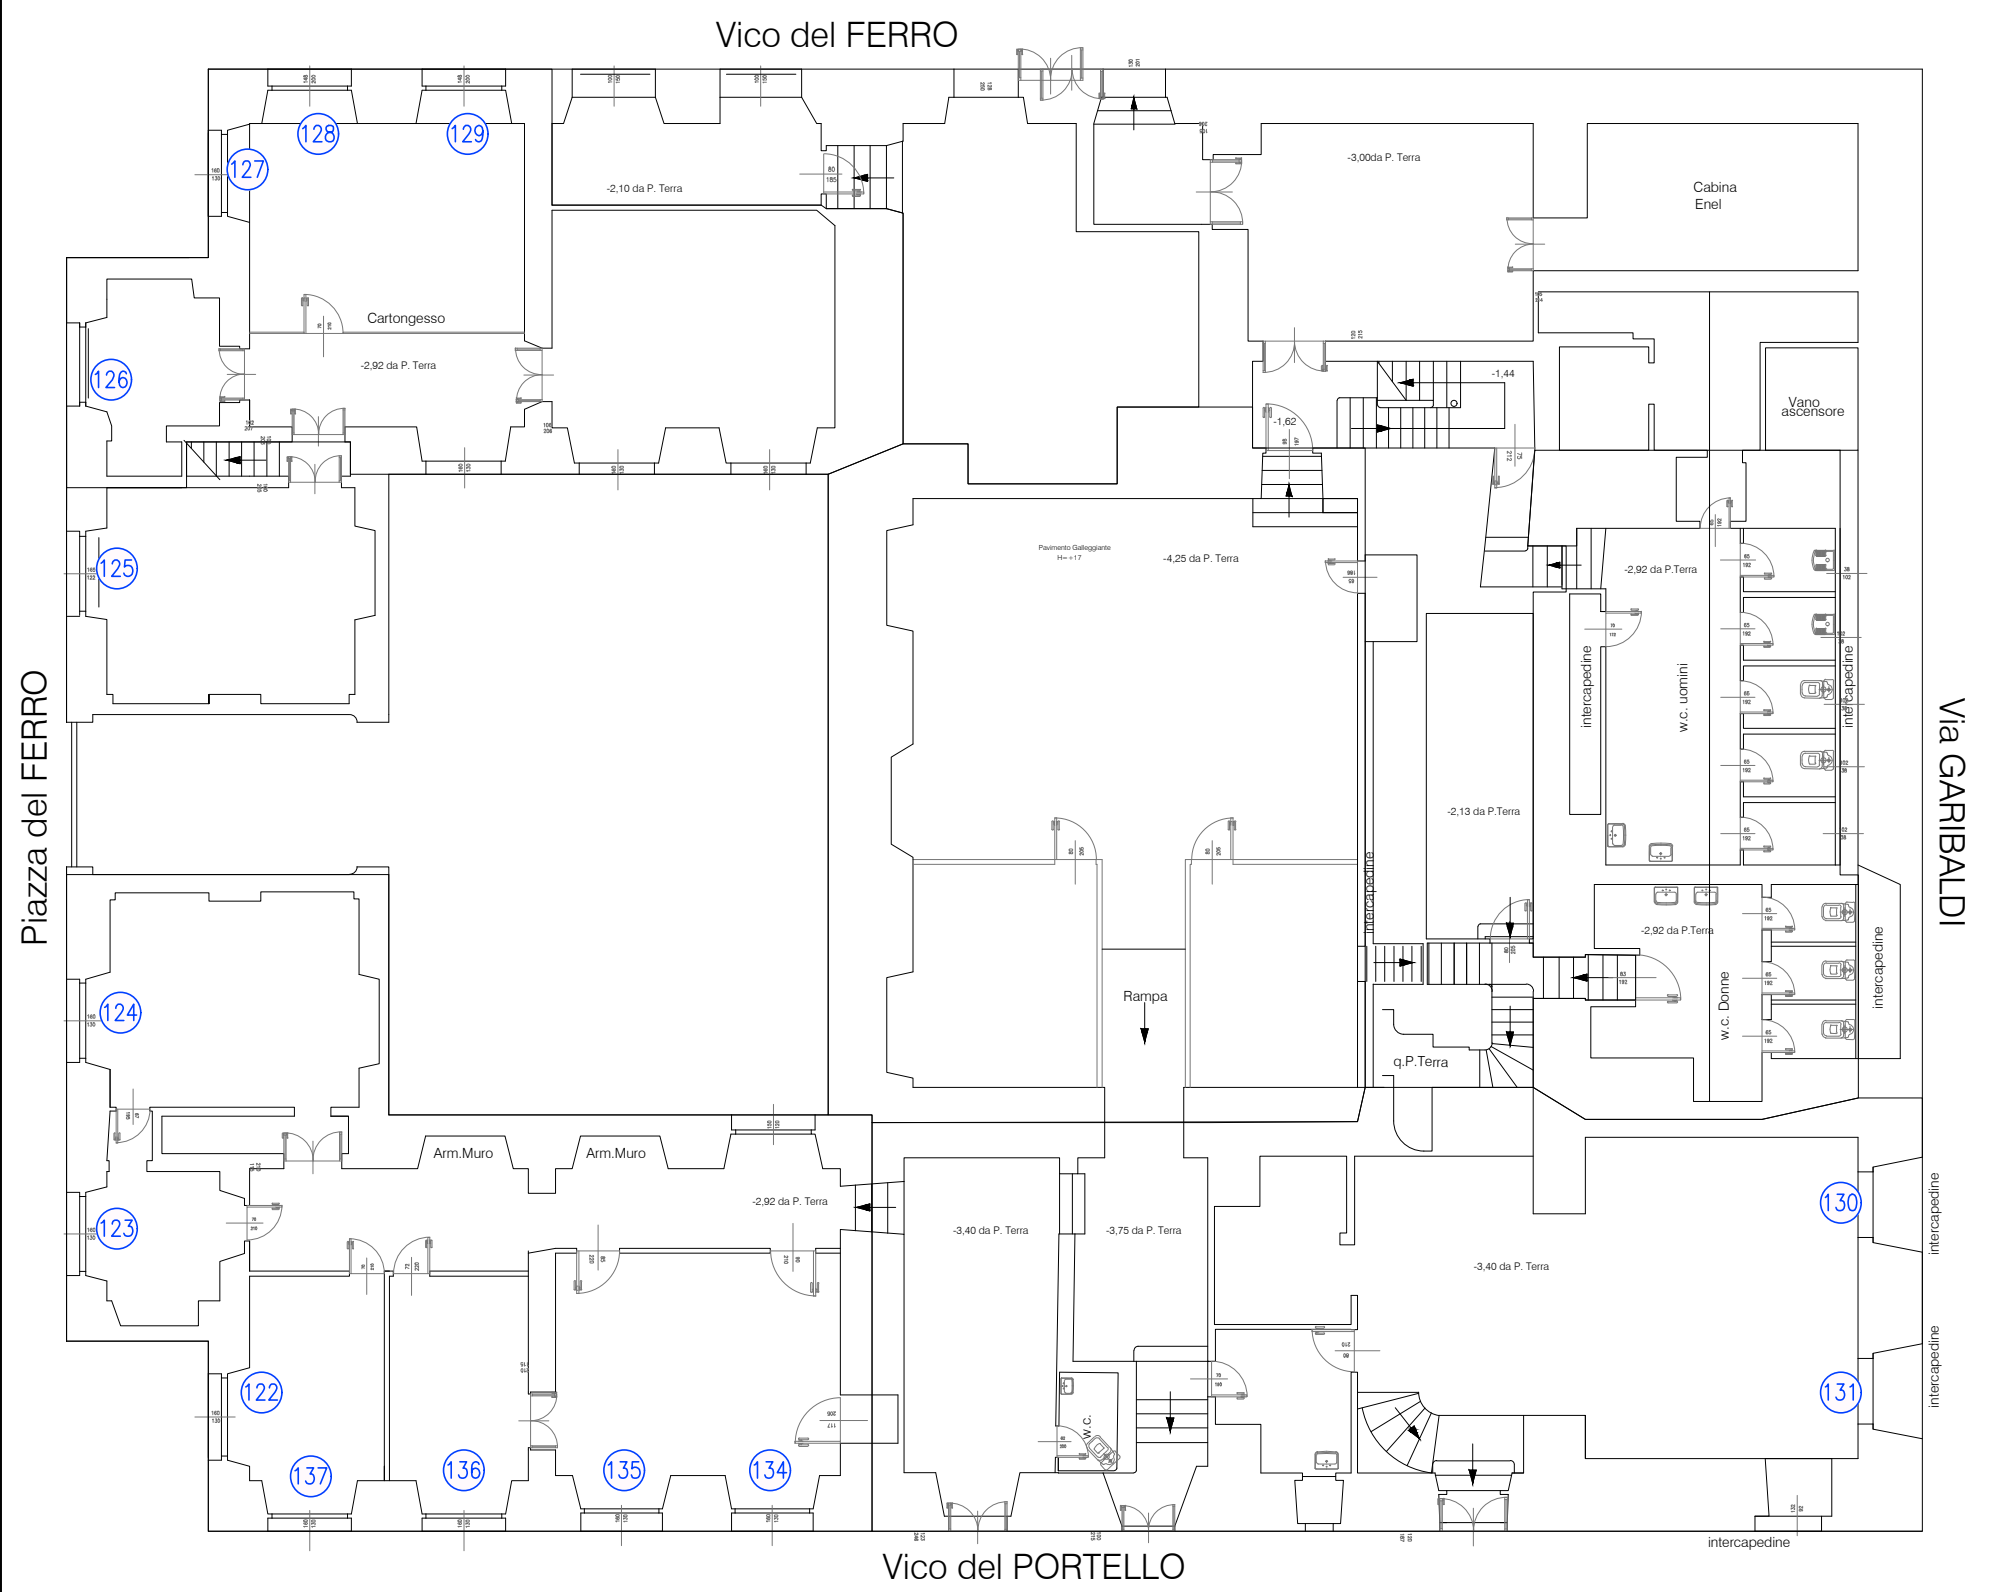 Vico del FERRO
128
129
127
-2,10 da P. Terra
-3,00da P. Terra
Cabina
Enel
Cartongesso
-2,92 da P. Terra
126
-1,44
-1,62
Vano
ascensore
125
Pavimento Galleggiante
H= +17
-4,25 da P. Terra
-2,92 da P.Terra
intercapedine
w.c. uomini
intercapedine
Piazza del FERRO
Via GARIBALDI
-2,13 da P.Terra
intercapedine
-2,92 da P.Terra
w.c. Donne
intercapedine
124
Rampa
q.P.Terra
Arm.Muro
Arm.Muro
-2,92 da P. Terra
123
-3,40 da P. Terra
-3,75 da P. Terra
-3,40 da P. Terra
130
intercapedine
122
w.c.
131
intercapedine
137
136
135
134
intercapedine
Vico del PORTELLO